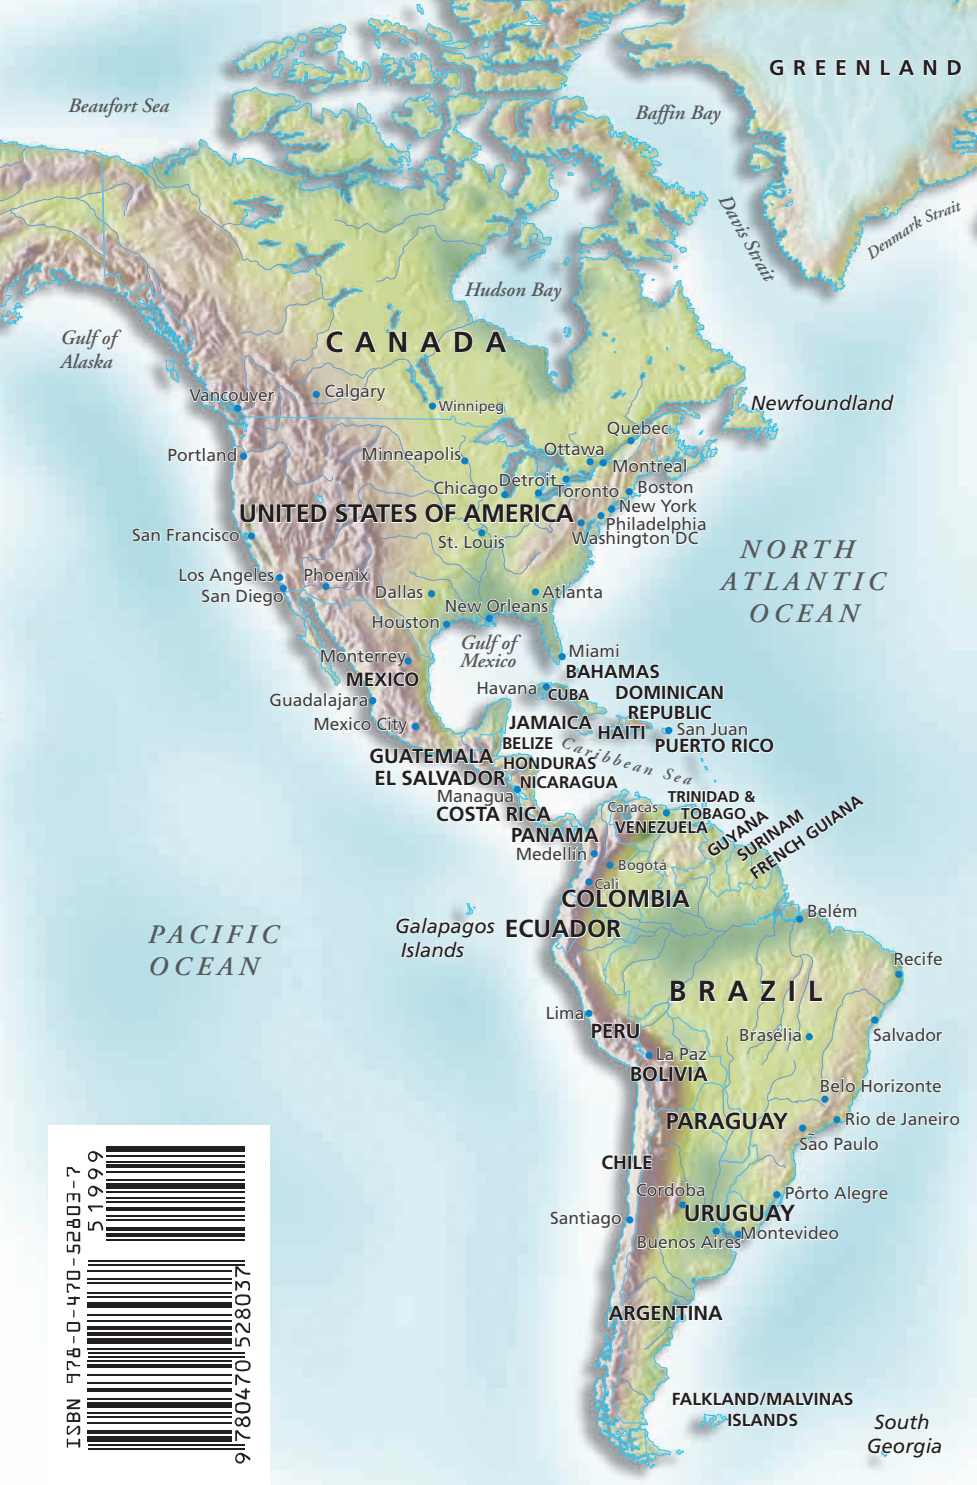 GREENLAND
Beaufort Sea
Baffin Bay
Davis Strait
Denmark Strait
Hudson Bay
Gulf of
Alaska
CANADA
Vancouver
Calgary
Winnipeg
Newfoundland
Quebec
Portland
Minneapolis
Ottawa
Montreal
Chicago
Detroit
Toronto
Boston
New York
UNITED STATES OF AMERICA
Philadelphia
San Francisco
St. Louis
Washington DC
NORTH
ATLANTIC
OCEAN
Los Angeles
Phoenix
San Diego
Dallas
Atlanta
New Orleans
Houston
Gulf of
Mexico
Miami
Monterrey
BAHAMAS
MEXICO
Havana
CUBA
DOMINICAN
REPUBLIC
Guadalajara
Mexico City
JAMAICA
HAITI
San Juan
PUERTO RICO
BELIZE
Caribbean Sea
GUATEMALA
HONDURAS
EL SALVADOR
NICARAGUA
Managua
TRINIDAD &
TOBAGO
COSTA RICA
Caracas
VENEZUELA
GUYANA
SURINAM
FRENCH GUIANA
PANAMA
Medellín
Bogotá
Cali
COLOMBIA
Galapagos
Islands
ECUADOR
Belém
PACIFIC
OCEAN
Recife
BRAZIL
Lima
PERU
Brasélia
Salvador
La Paz
BOLIVIA
Belo Horizonte
PARAGUAY
Rio de Janeiro
São Paulo
CHILE
Cordoba
Pôrto Alegre
Santiago
URUGUAY
Buenos Aires
Montevideo
ARGENTINA
FALKLAND/MALVINAS
ISLANDS
South
Georgia
ISBN 978-0-470-52803-7
51999
9 780470 528037